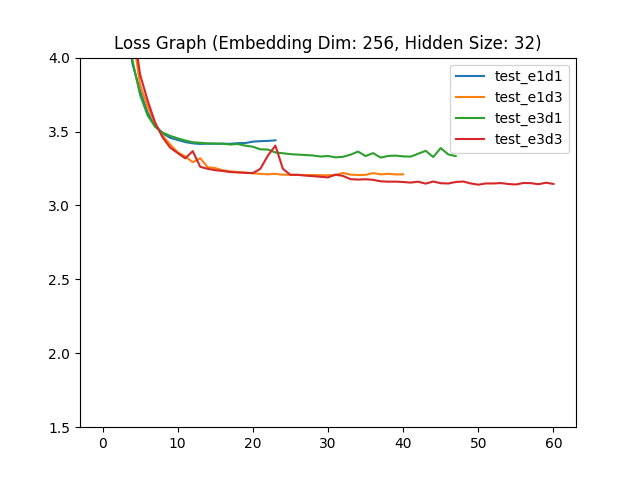 Loss Graph (Embedding Dim: 256, Hidden Size: 32)
4.0
3.5
3.0
2.5
2.0
1.5
0
10
20
30
40
50
60
test_e1d1
test_e1d3
test_e3d1
test_e3d3